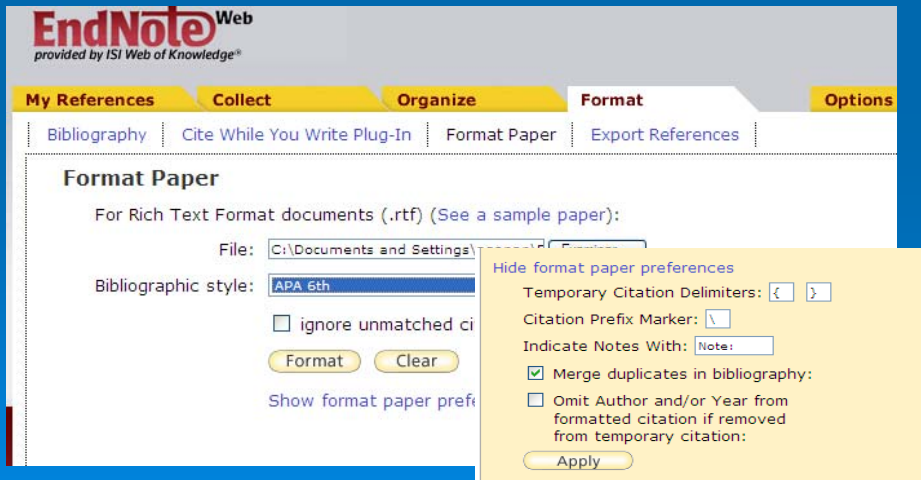 EndNote Web
provided by ISI Web of Knowledge®
My References Collect Organize Format Options
Bibliography Cite While You Write Plug-In Format Paper Export References
Format Paper
For Rich Text Format documents (.rtf) (See a sample paper):
File: C:\Documents and Settings\
Bibliographic style: APA 6th
ignore unmatched
Format Clear
Show format paper
Hide format paper preferences
Temporary Citation Delimiters: { }
Citation Prefix Marker: \
Indicate Notes With: Note:
Merge duplicates in bibliography:
Omit Author and/or Year from
formatted citation if removed
from temporary citation:
Apply